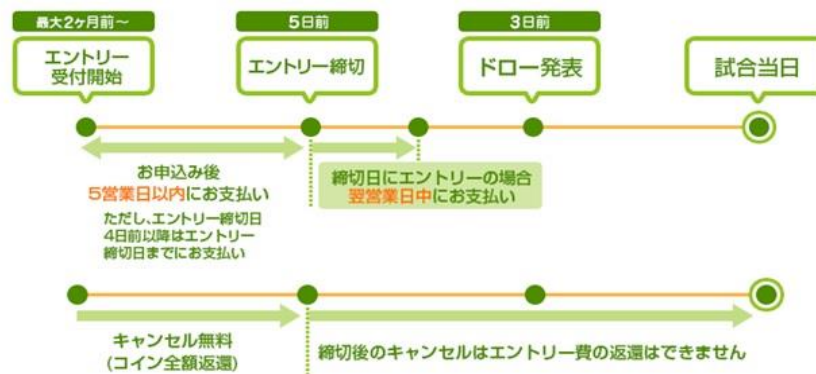 最大2ヶ月前～
エントリー
受付開始
5日前
エントリー締切
3日前
ドロー発表
試合当日
お申込み後
5営業日以内にお支払い
ただし、エントリー締切日
4日前以降はエントリー
締切日までにお支払い
締切日にエントリーの場合
翌営業日中にお支払い
キャンセル無料
(コイン全額返還)
締切後のキャンセルはエントリー費の返還はできません